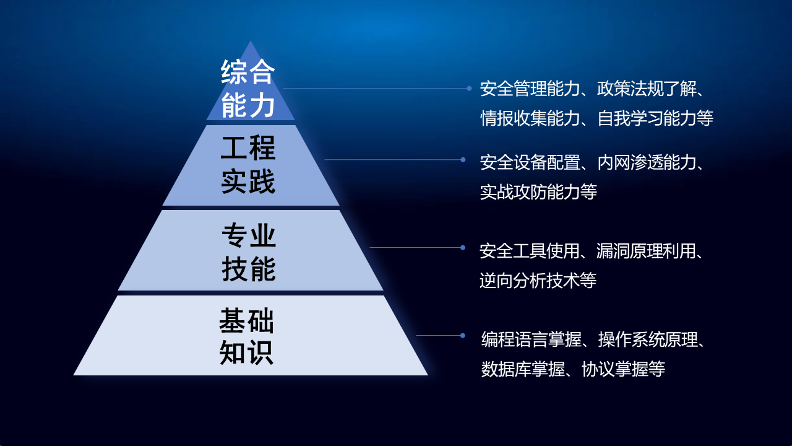 综合
能力
安全管理能力、政策法规了解、
情报收集能力、自我学习能力等
工程
实践
安全设备配置、内网渗透能力、
实战攻防能力等
专业
技能
安全工具使用、漏洞原理利用、
逆向分析技术等
基础
知识
编程语言掌握、操作系统原理、
数据库掌握、协议掌握等